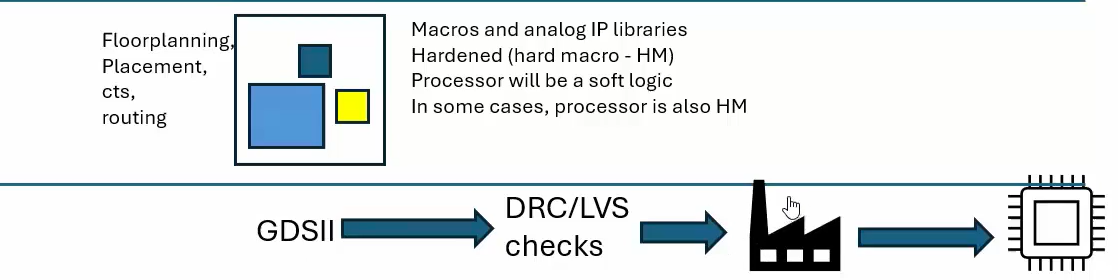 Floorplanning,
Placement,
cts,
routing
Macros and analog IP libraries
Hardened (hard macro - HM)
Processor will be a soft logic
In some cases, processor is also HM
GDSII
DRC/LVS
checks